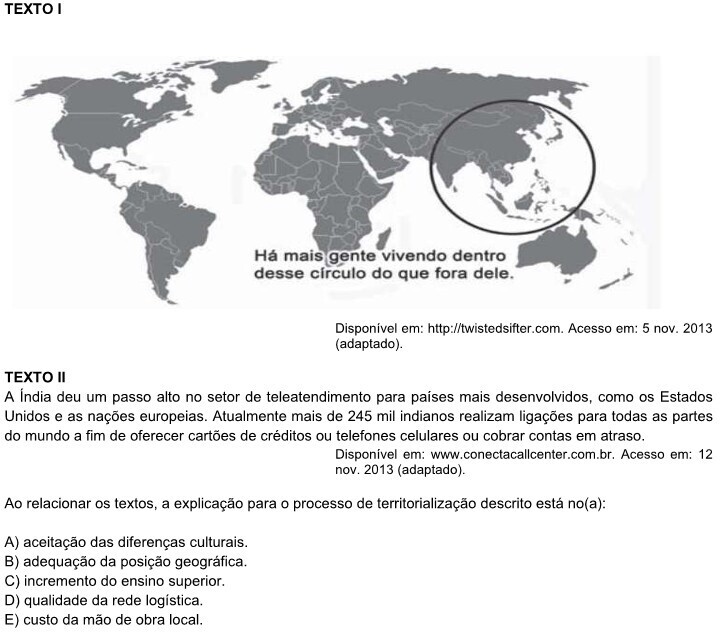 TEXTO I
Há mais gente vivendo dentro
desse círculo do que fora dele.
Disponível em: http://twistedsifter.com. Acesso em: 5 nov. 2013
(adaptado).
TEXTO II
A Índia deu um passo alto no setor de teleatendimento para países mais desenvolvidos, como os Estados
Unidos e as nações europeias. Atualmente mais de 245 mil indianos realizam ligações para todas as partes
do mundo a fim de oferecer cartões de créditos ou telefones celulares ou cobrar contas em atraso.
Disponível em: www.conectacallcenter.com.br. Acesso em: 12
nov. 2013 (adaptado).
Ao relacionar os textos, a explicação para o processo de territorialização descrito está no(a):
A) aceitação das diferenças culturais.
B) adequação da posição geográfica.
C) incremento do ensino superior.
D) qualidade da rede logística.
E) custo da mão de obra local.